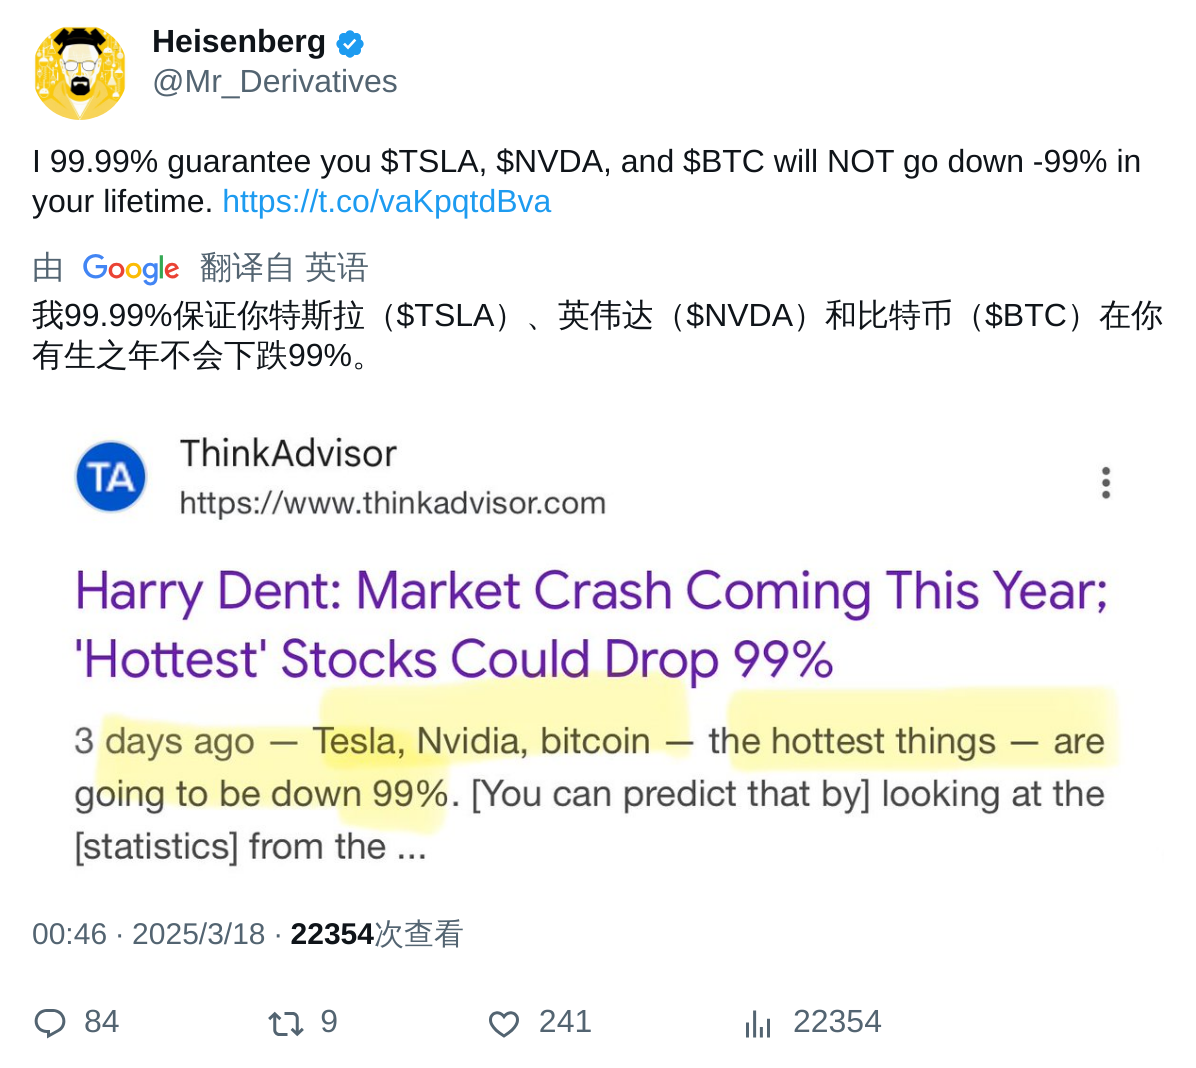 Heisenberg
@Mr_Derivatives
I 99.99% guarantee you $TSLA, $NVDA, and $BTC will NOT go down -99% in
your lifetime. https://t.co/vaKpqtdBva
由 Google 翻译自 英语
我99.99%保证你特斯拉（$TSLA）、英伟达（$NVDA）和比特币（$BTC）在你
有生之年不会下跌99%。
TA
ThinkAdvisor
https://www.thinkadvisor.com
Harry Dent: Market Crash Coming This Year;
'Hottest' Stocks Could Drop 99%
3 days ago — Tesla, Nvidia, bitcoin — the hottest things — are
going to be down 99%. [You can predict that by] looking at the
[statistics] from the ...
00:46 · 2025/3/18 · 22354次查看
84 9 241 22354